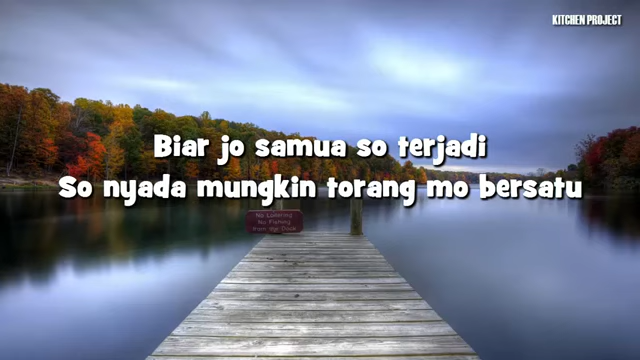 KITCHEN PROJECT
Biar jo samua so terjadi
So nyada mungkin torang mo bersatu
No Loitering
No Fishing
from the Dock